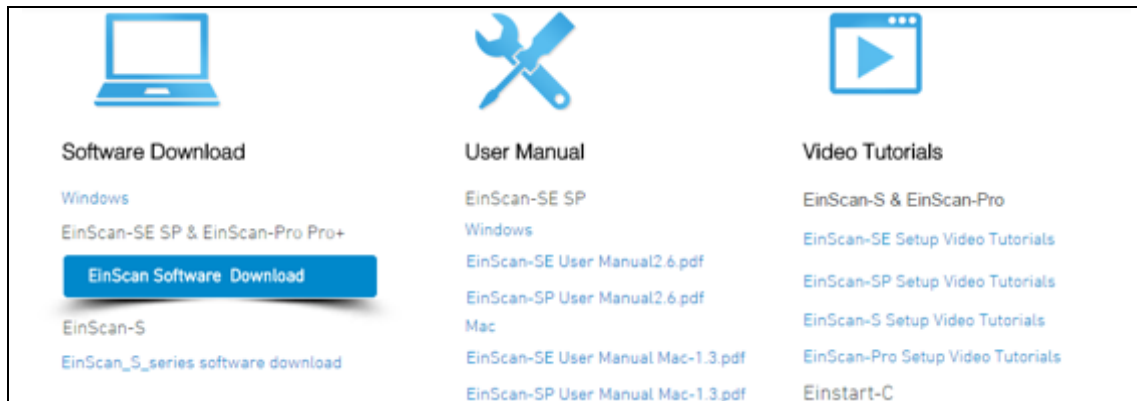 Software Download
Windows
EinScan-SE SP & EinScan-Pro Pro+
EinScan Software Download
EinScan-S
EinScan_S_series software download
User Manual
EinScan-SE SP
Windows
EinScan-SE User Manual2.6.pdf
EinScan-SP User Manual2.6.pdf
Mac
EinScan-SE User Manual Mac-1.3.pdf
EinScan-SP User Manual Mac-1.3.pdf
Video Tutorials
EinScan-S & EinScan-Pro
EinScan-SE Setup Video Tutorials
EinScan-SP Setup Video Tutorials
EinScan-S Setup Video Tutorials
EinScan-Pro Setup Video Tutorials
Einstart-C